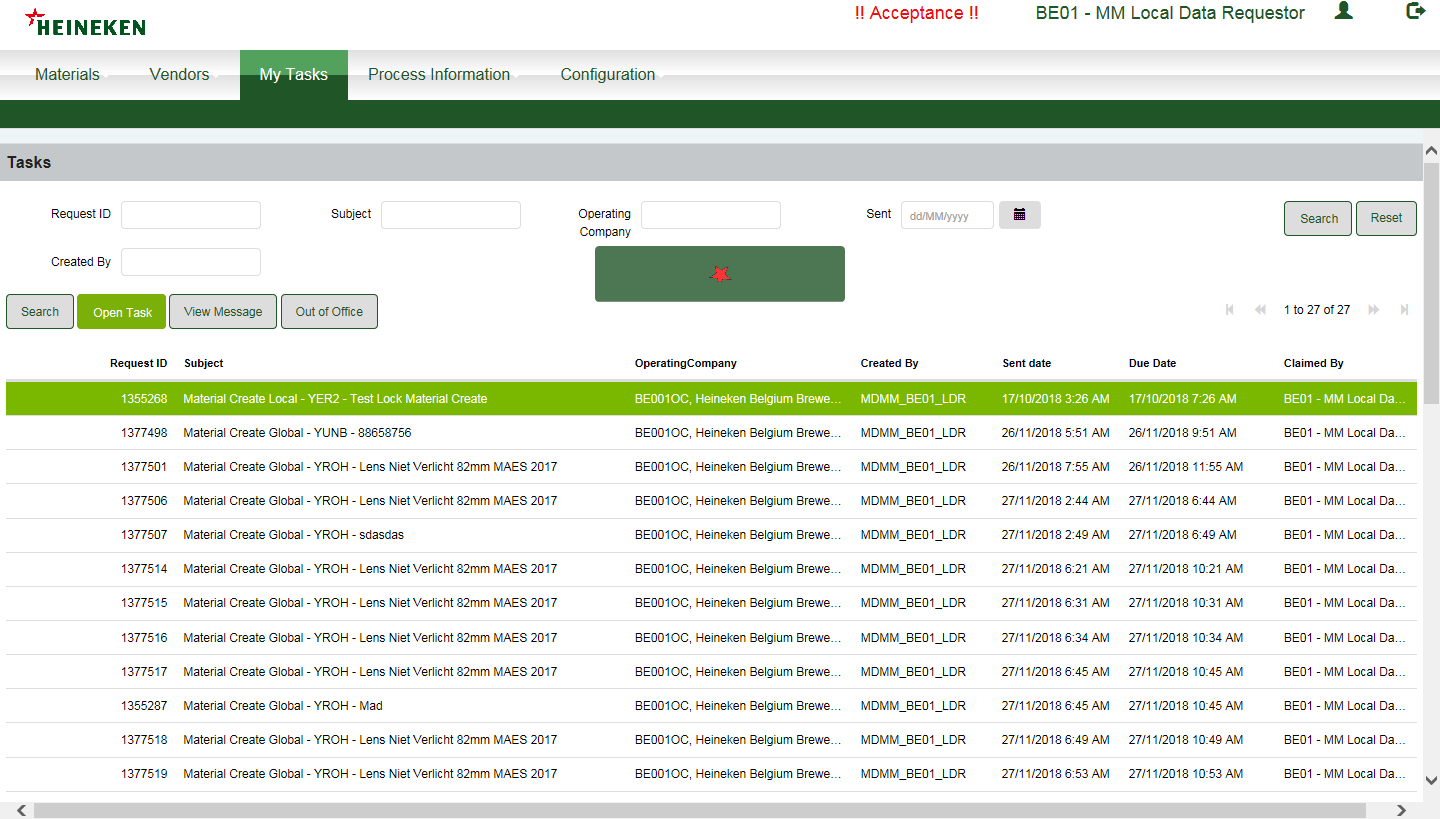 HEINEKEN !! Acceptance !! BE01 - MM Local Data Requestor
Materials Vendors My Tasks Process Information Configuration
Tasks
Request ID Subject Operating Company Sent dd/MM/yyyy Search Reset
Created By
Search Open Task View Message Out of Office 1 to 27 of 27
Request ID Subject OperatingCompany Created By Sent date Due Date Claimed By
1355268 Material Create Local - YER2 - Test Lock Material Create BE001OC, Heineken Belgium Brewe... MDMM_BE01_LDR 17/10/2018 3:26 AM 17/10/2018 7:26 AM BE01 - MM Local Da...
1377498 Material Create Global - YUNB - 88658756 BE001OC, Heineken Belgium Brewe... MDMM_BE01_LDR 26/11/2018 5:51 AM 26/11/2018 9:51 AM BE01 - MM Local Da...
1377501 Material Create Global - YROH - Lens Niet Verlicht 82mm MAES 2017 BE001OC, Heineken Belgium Brewe... MDMM_BE01_LDR 26/11/2018 7:55 AM 26/11/2018 11:55 AM BE01 - MM Local Da...
1377506 Material Create Global - YROH - Lens Niet Verlicht 82mm MAES 2017 BE001OC, Heineken Belgium Brewe... MDMM_BE01_LDR 27/11/2018 2:44 AM 27/11/2018 6:44 AM BE01 - MM Local Da...
1377507 Material Create Global - YROH - sdasdas BE001OC, Heineken Belgium Brewe... MDMM_BE01_LDR 27/11/2018 2:49 AM 27/11/2018 6:49 AM BE01 - MM Local Da...
1377514 Material Create Global - YROH - Lens Niet Verlicht 82mm MAES 2017 BE001OC, Heineken Belgium Brewe... MDMM_BE01_LDR 27/11/2018 6:21 AM 27/11/2018 10:21 AM BE01 - MM Local Da...
1377515 Material Create Global - YROH - Lens Niet Verlicht 82mm MAES 2017 BE001OC, Heineken Belgium Brewe... MDMM_BE01_LDR 27/11/2018 6:31 AM 27/11/2018 10:31 AM BE01 - MM Local Da...
1377516 Material Create Global - YROH - Lens Niet Verlicht 82mm MAES 2017 BE001OC, Heineken Belgium Brewe... MDMM_BE01_LDR 27/11/2018 6:34 AM 27/11/2018 10:34 AM BE01 - MM Local Da...
1377517 Material Create Global - YROH - Lens Niet Verlicht 82mm MAES 2017 BE001OC, Heineken Belgium Brewe... MDMM_BE01_LDR 27/11/2018 6:45 AM 27/11/2018 10:45 AM BE01 - MM Local Da...
1355287 Material Create Global - YROH - Mad BE001OC, Heineken Belgium Brewe... MDMM_BE01_LDR 27/11/2018 6:45 AM 27/11/2018 10:45 AM BE01 - MM Local Da...
1377518 Material Create Global - YROH - Lens Niet Verlicht 82mm MAES 2017 BE001OC, Heineken Belgium Brewe... MDMM_BE01_LDR 27/11/2018 6:49 AM 27/11/2018 10:49 AM BE01 - MM Local Da...
1377519 Material Create Global - YROH - Lens Niet Verlicht 82mm MAES 2017 BE001OC, Heineken Belgium Brewe... MDMM_BE01_LDR 27/11/2018 6:53 AM 27/11/2018 10:53 AM BE01 - MM Local Da...